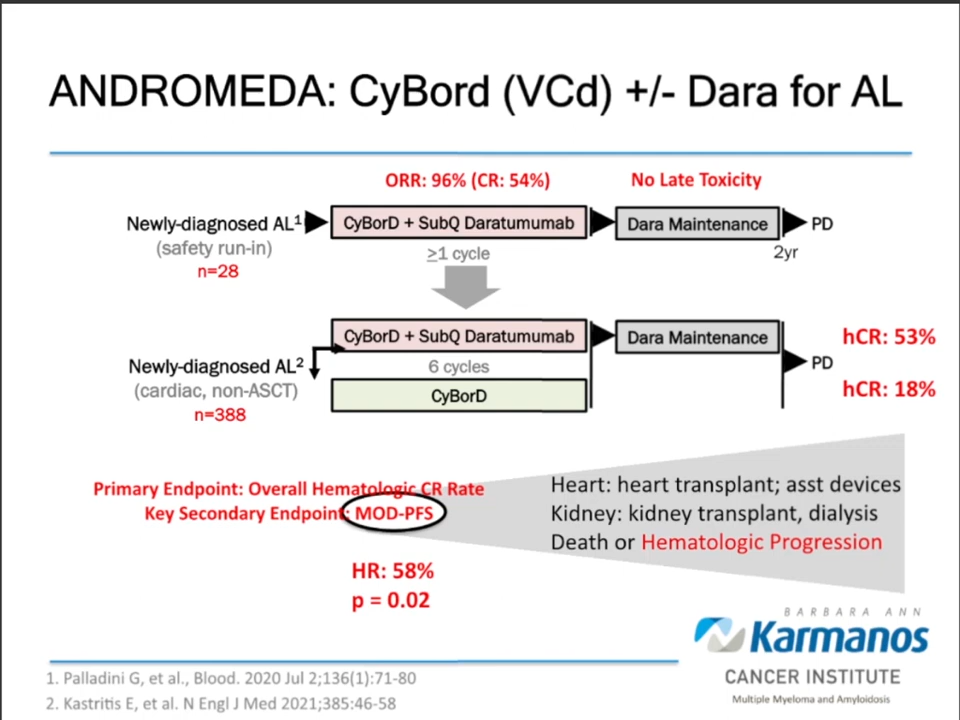 ANDROMEDA: CyBord (VCd) +/- Dara for AL
ORR: 96% (CR: 54%)
No Late Toxicity
Newly-diagnosed AL1
(safety run-in)
n=28
CyBorD + SubQ Daratumumab
≥1 cycle
Dara Maintenance
2yr
PD
Newly-diagnosed AL2
(cardiac, non-ASCT)
n=388
CyBorD + SubQ Daratumumab
6 cycles
CyBorD
Dara Maintenance
PD
hCR: 53%
hCR: 18%
Primary Endpoint: Overall Hematologic CR Rate
Key Secondary Endpoint: MOD-PFS
HR: 58%
p = 0.02
Heart: heart transplant; asst devices
Kidney: kidney transplant, dialysis
Death or Hematologic Progression
BARBARA ANN
Karmanos
CANCER INSTITUTE
Multiple Myeloma and Amyloidosis
1. Palladini G, et al., Blood. 2020 Jul 2;136(1):71-80
2. Kastritis E, et al. N Engl J Med 2021;385:46-58